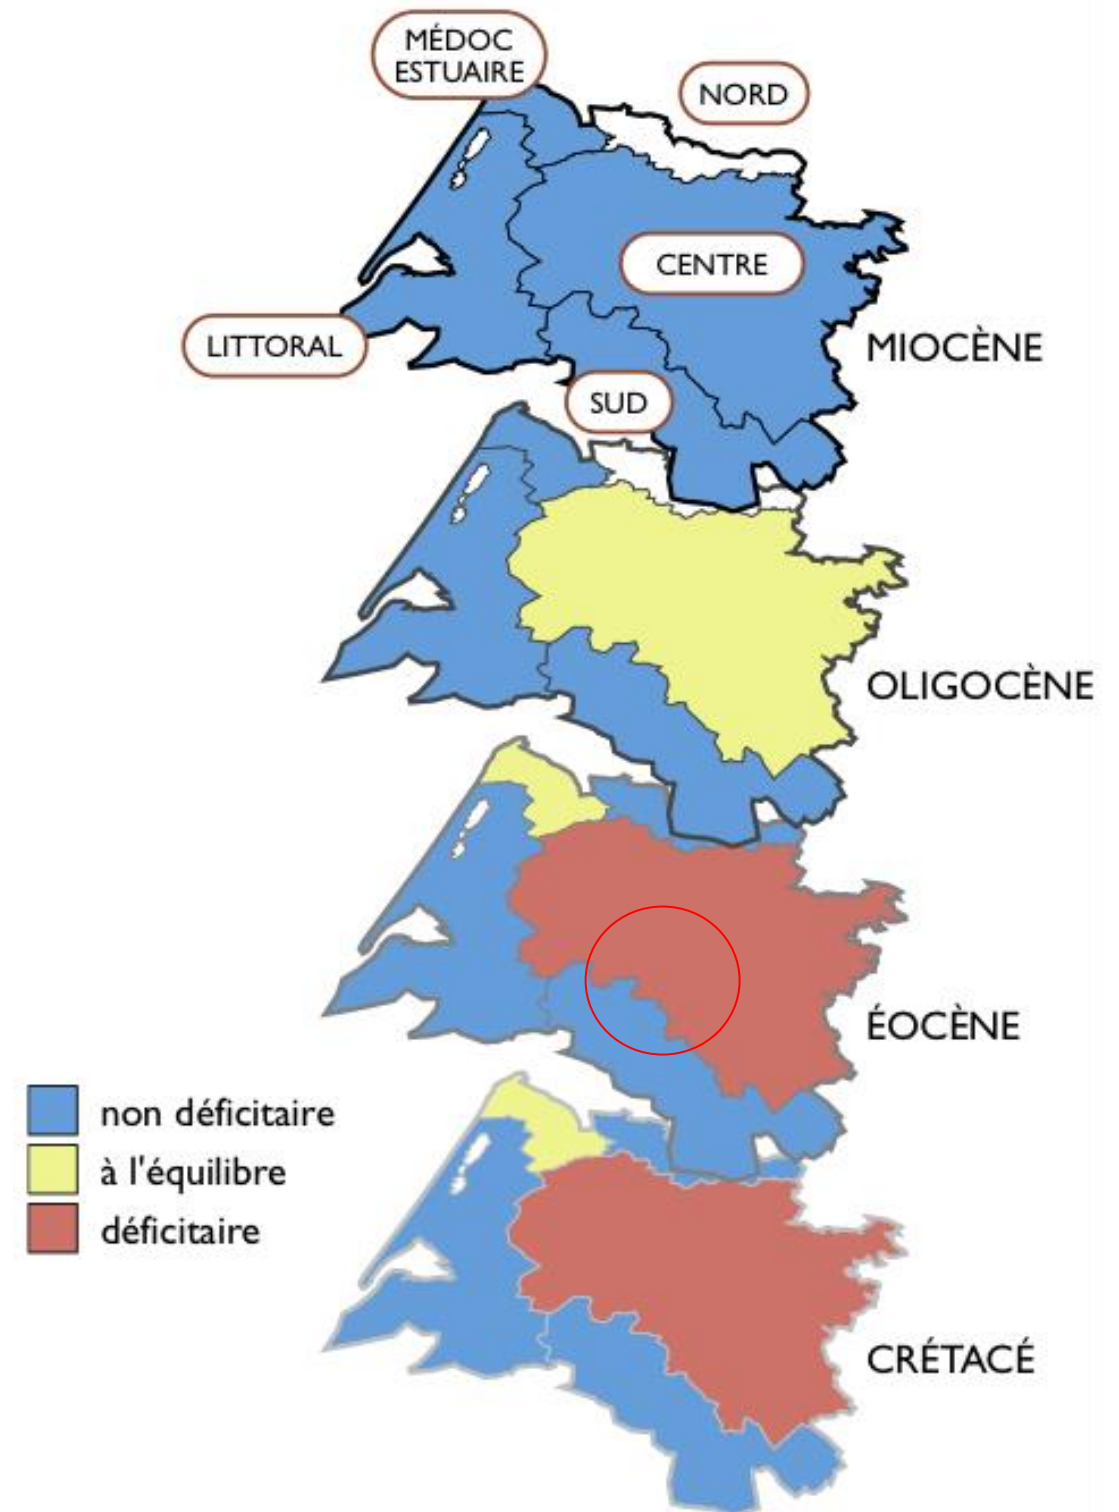 MÉDOC
ESTUAIRE
NORD
CENTRE
LITTORAL
MIOCÈNE
SUD
OLIGOCÈNE
ÉOCÈNE
non déficitaire
à l'équilibre
déficitaire
CRÉTACÉ